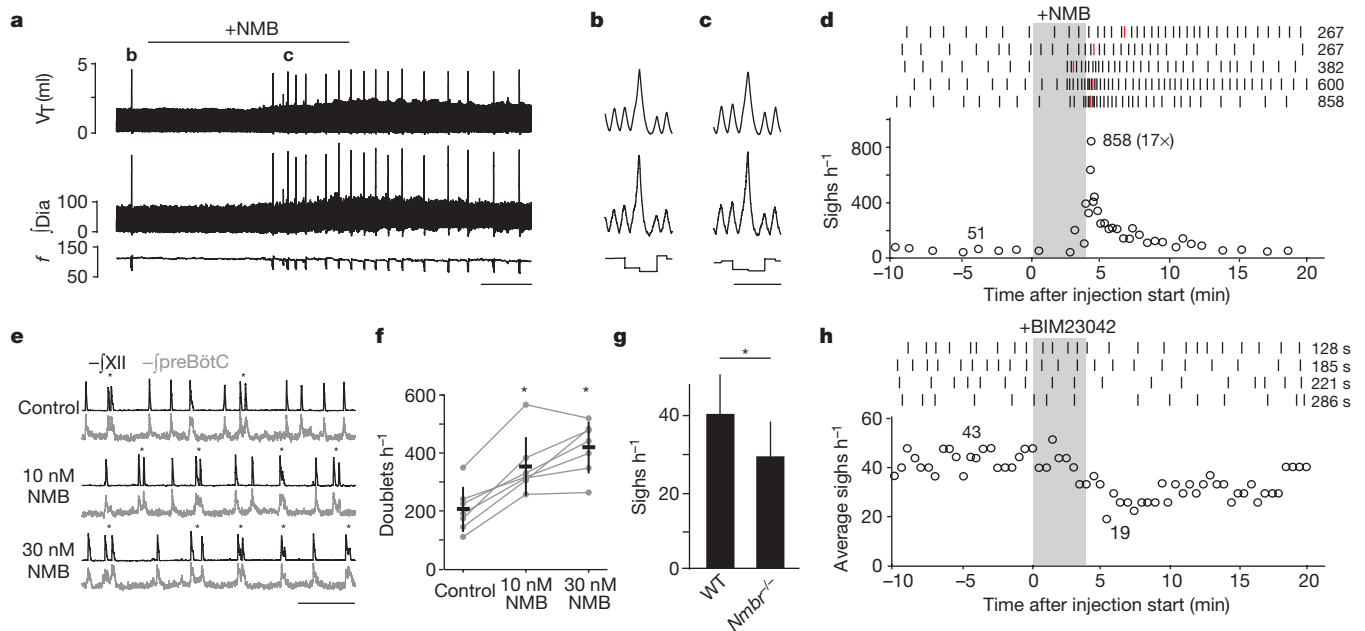 a
+NMB
b
c
V_T (ml)
5
0
∫Dia
100
0
f
150
50
b
c
d
+NMB
267
267
382
600
858
Sighs h⁻¹
800
400
0
858 (17×)
51
−10
−5
0
5
10
15
20
Time after injection start (min)
e
−∫XII
−∫preBötC
Control
* *
10 nM
NMB
* * * *
30 nM
NMB
* * * * *
f
Doublets h⁻¹
600
400
200
0
* *
Control
10 nM
NMB
30 nM
NMB
g
*
Sighs h⁻¹
40
20
0
WT
Nmbr⁻/⁻
h
+BIM23042
128 s
185 s
221 s
286 s
Average sighs h⁻¹
60
40
20
0
43
19
−10
−5
0
5
10
15
20
Time after injection start (min)